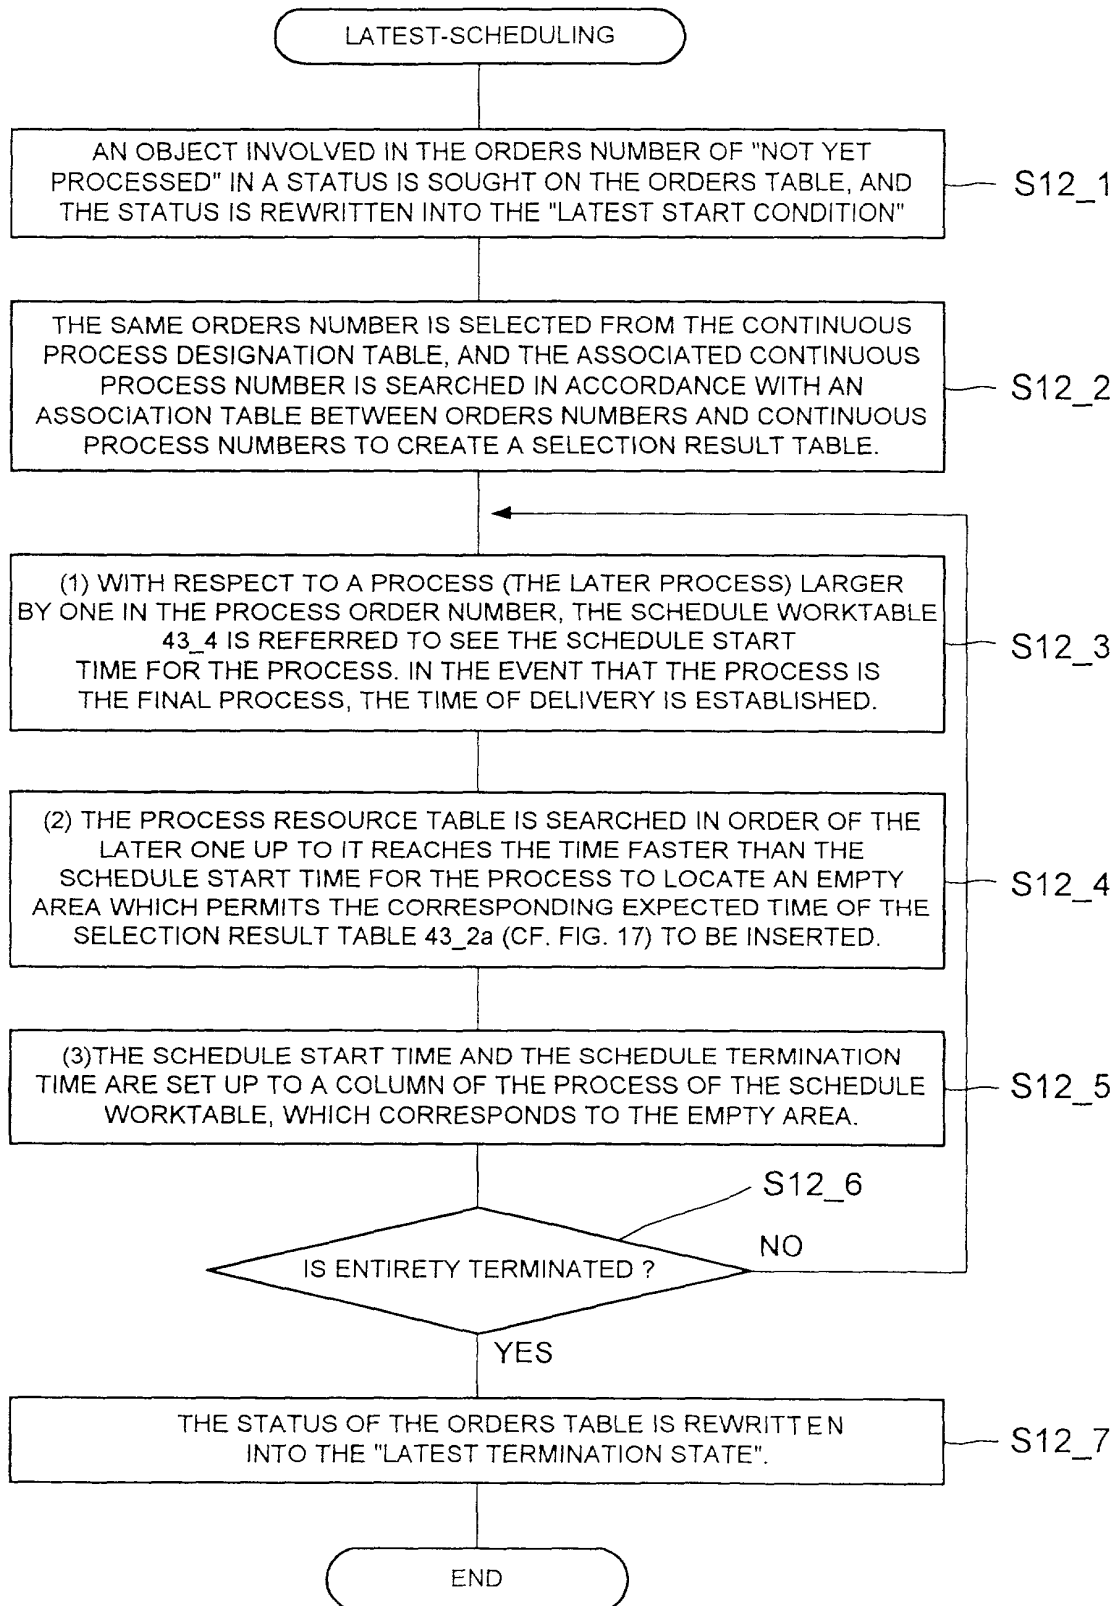 LATEST-SCHEDULING
AN OBJECT INVOLVED IN THE ORDERS NUMBER OF "NOT YET
PROCESSED" IN A STATUS IS SOUGHT ON THE ORDERS TABLE, AND
THE STATUS IS REWRITTEN INTO THE "LATEST START CONDITION"
S12_1
THE SAME ORDERS NUMBER IS SELECTED FROM THE CONTINUOUS
PROCESS DESIGNATION TABLE, AND THE ASSOCIATED CONTINUOUS
PROCESS NUMBER IS SEARCHED IN ACCORDANCE WITH AN
ASSOCIATION TABLE BETWEEN ORDERS NUMBERS AND CONTINUOUS
PROCESS NUMBERS TO CREATE A SELECTION RESULT TABLE.
S12_2
(1) WITH RESPECT TO A PROCESS (THE LATER PROCESS) LARGER
BY ONE IN THE PROCESS ORDER NUMBER, THE SCHEDULE WORKTABLE
43_4 IS REFERRED TO SEE THE SCHEDULE START
TIME FOR THE PROCESS. IN THE EVENT THAT THE PROCESS IS
THE FINAL PROCESS, THE TIME OF DELIVERY IS ESTABLISHED.
S12_3
(2) THE PROCESS RESOURCE TABLE IS SEARCHED IN ORDER OF THE
LATER ONE UP TO IT REACHES THE TIME FASTER THAN THE
SCHEDULE START TIME FOR THE PROCESS TO LOCATE AN EMPTY
AREA WHICH PERMITS THE CORRESPONDING EXPECTED TIME OF THE
SELECTION RESULT TABLE 43_2a (CF. FIG. 17) TO BE INSERTED.
S12_4
(3)THE SCHEDULE START TIME AND THE SCHEDULE TERMINATION
TIME ARE SET UP TO A COLUMN OF THE PROCESS OF THE SCHEDULE
WORKTABLE, WHICH CORRESPONDS TO THE EMPTY AREA.
S12_5
S12_6
IS ENTIRETY TERMINATED ?
NO
YES
THE STATUS OF THE ORDERS TABLE IS REWRITTEN
INTO THE "LATEST TERMINATION STATE".
S12_7
END